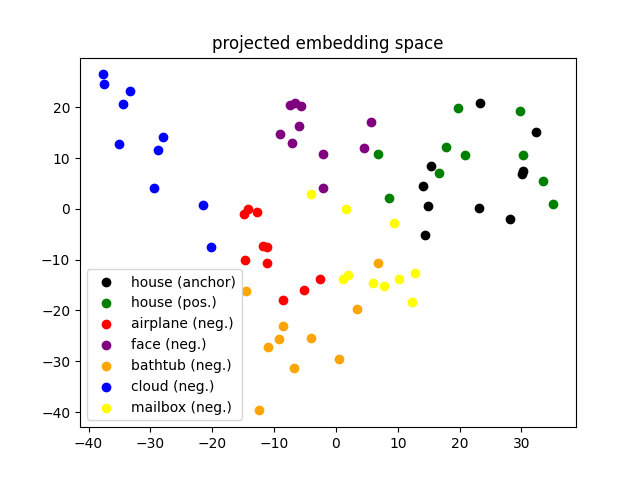 projected embedding space
20
10
0
−10
−20
−30
−40
house (anchor)
house (pos.)
airplane (neg.)
face (neg.)
bathtub (neg.)
cloud (neg.)
mailbox (neg.)
−40 −30 −20 −10 0 10 20 30